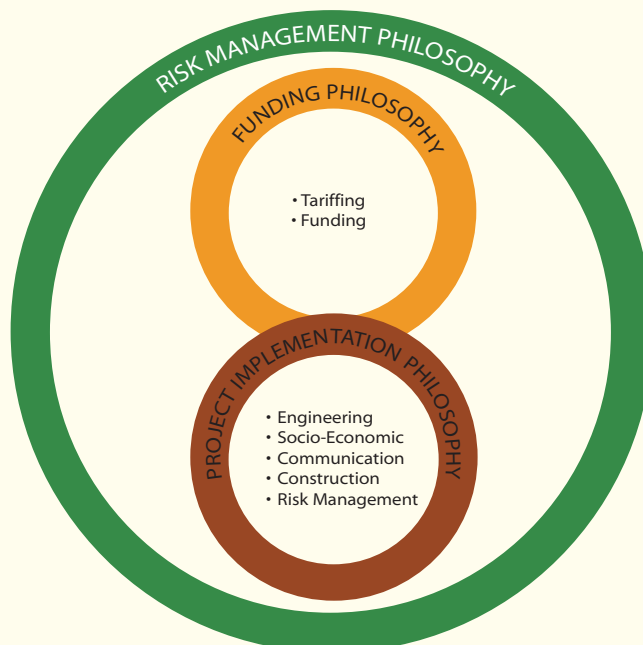 RISK MANAGEMENT PHILOSOPHY
FUNDING PHILOSOPHY
• Tariffing
• Funding
PROJECT IMPLEMENTATION PHILOSOPHY
• Engineering
• Socio-Economic
• Communication
• Construction
• Risk Management